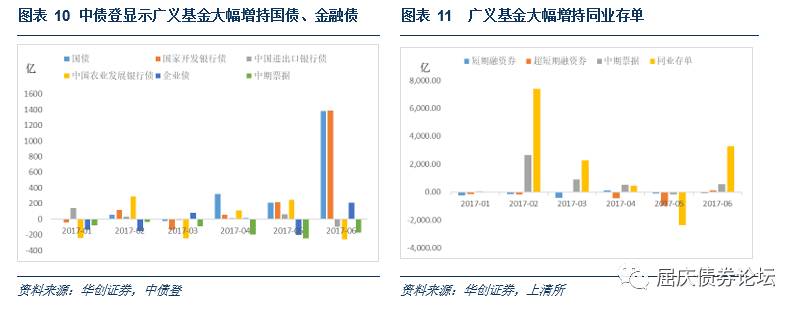 图表 10 中债登显示广义基金大幅增持国债、金融债
亿
国债 国家开发银行债 中国进出口银行债
中国农业发展银行债 企业债 中期票据
1600
1400
1200
1000
800
600
400
200
0
-200
-400
2017-01 2017-02 2017-03 2017-04 2017-05 2017-06
资料来源：华创证券，中债登
图表 11 广义基金大幅增持同业存单
亿
短期融资券 超短期融资券 中期票据 同业存单
8,000.00
6,000.00
4,000.00
2,000.00
0.00
-2,000.00
-4,000.00
2017-01 2017-02 2017-03 2017-04 2017-05 2017-06
资料来源：华创证券，上清所
屈庆债券论坛